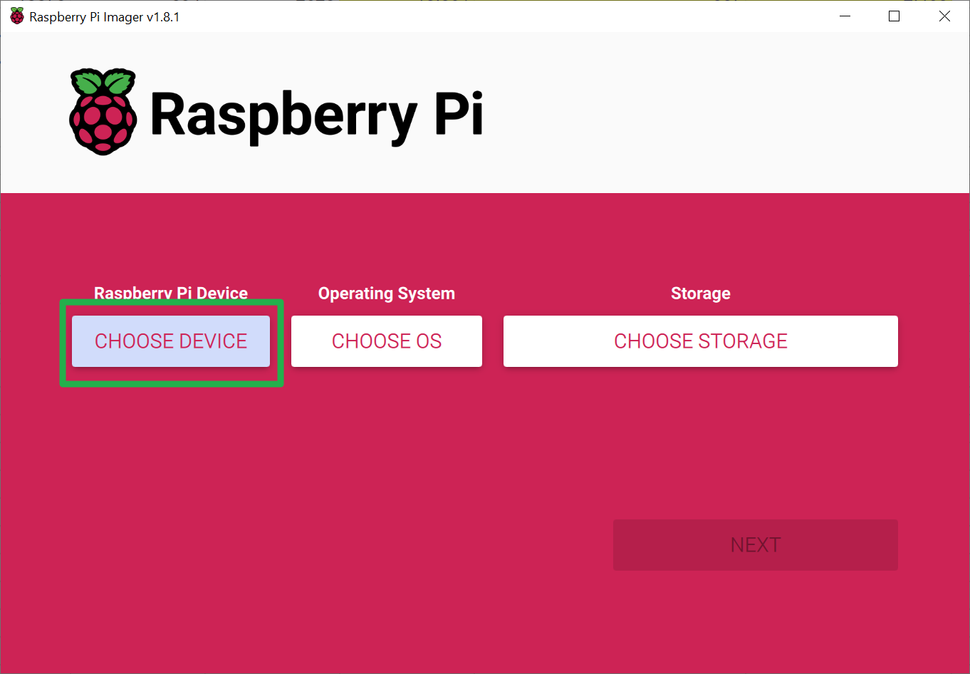 Raspberry Pi Imager v1.8.1
Raspberry Pi
Raspberry Pi Device
Operating System
Storage
CHOOSE DEVICE
CHOOSE OS
CHOOSE STORAGE
NEXT